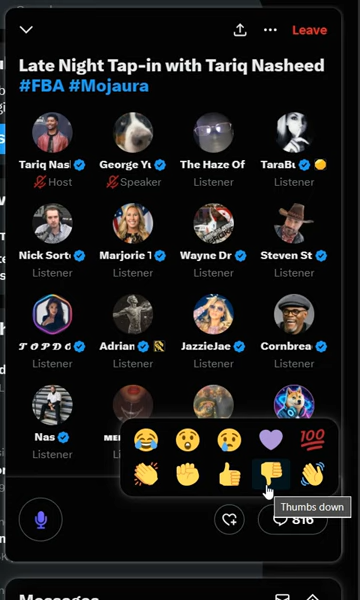 Leave
Late Night Tap-in with Tariq Nasheed
#FBA #Mojaura
Tariq Nas George Yu The Haze Of TaraBu
Host Speaker Listener Listener
Nick Sorto Marjorie T Wayne Dr Steven St
Listener Listener Listener Listener
TOPDO Adrian JazzieJae Cornbrea
Listener Listener Listener Listener
Nas
Listener
100
Thumbs down
816
Messages